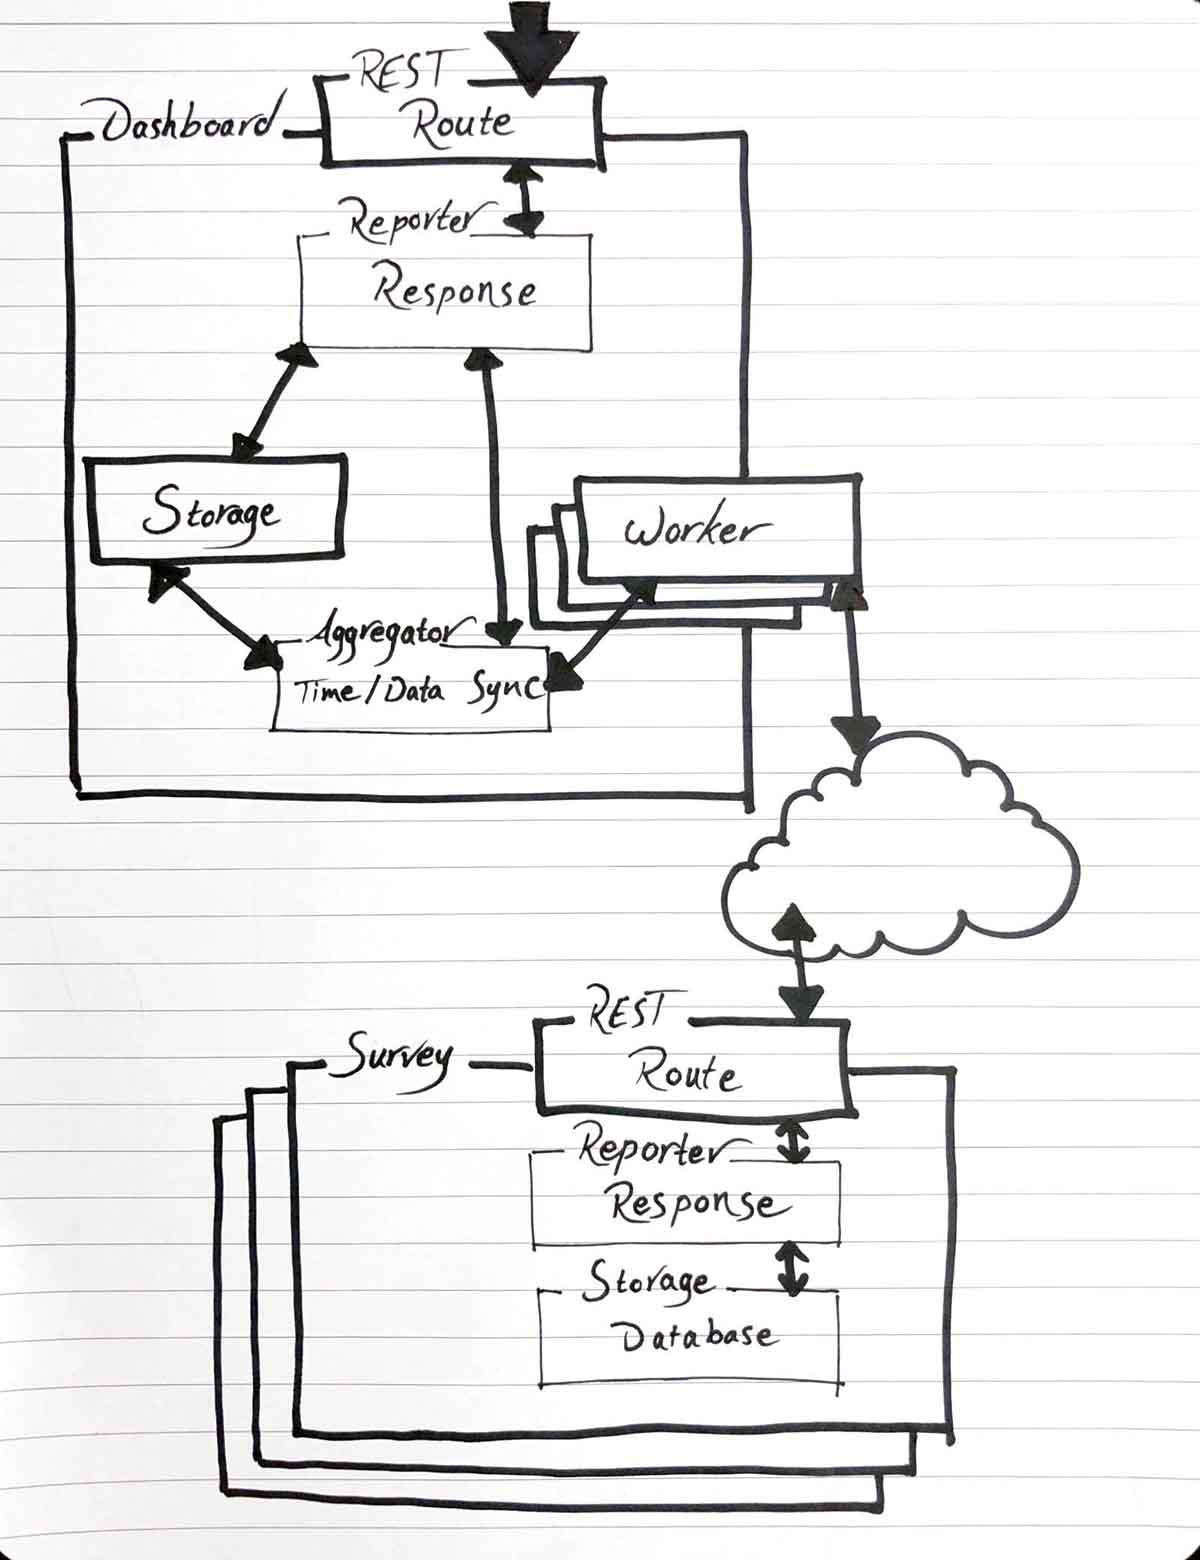 REST
Route
Dashboard
Reporter
Response
Storage
Worker
Aggregator
Time/Data Sync
REST
Route
Survey
Reporter
Response
Storage
Database